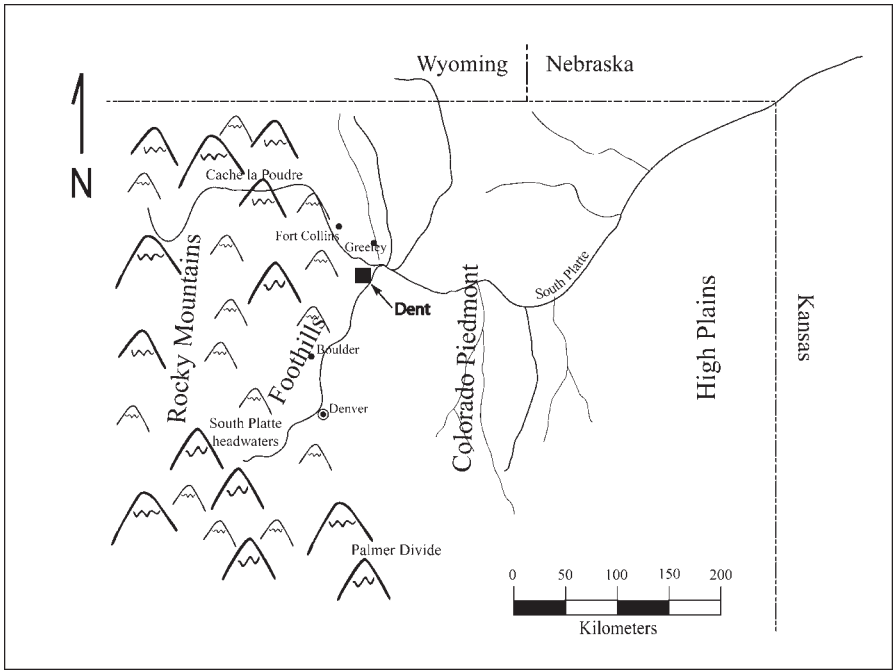 Wyoming
Nebraska
N
Cache la Poudre
Fort Collins
Greeley
Dent
South Platte
Rocky Mountains
Foothills
Boulder
Colorado Piedmont
High Plains
Kansas
Denver
South Platte
headwaters
Palmer Divide
0 50 100 150 200
Kilometers